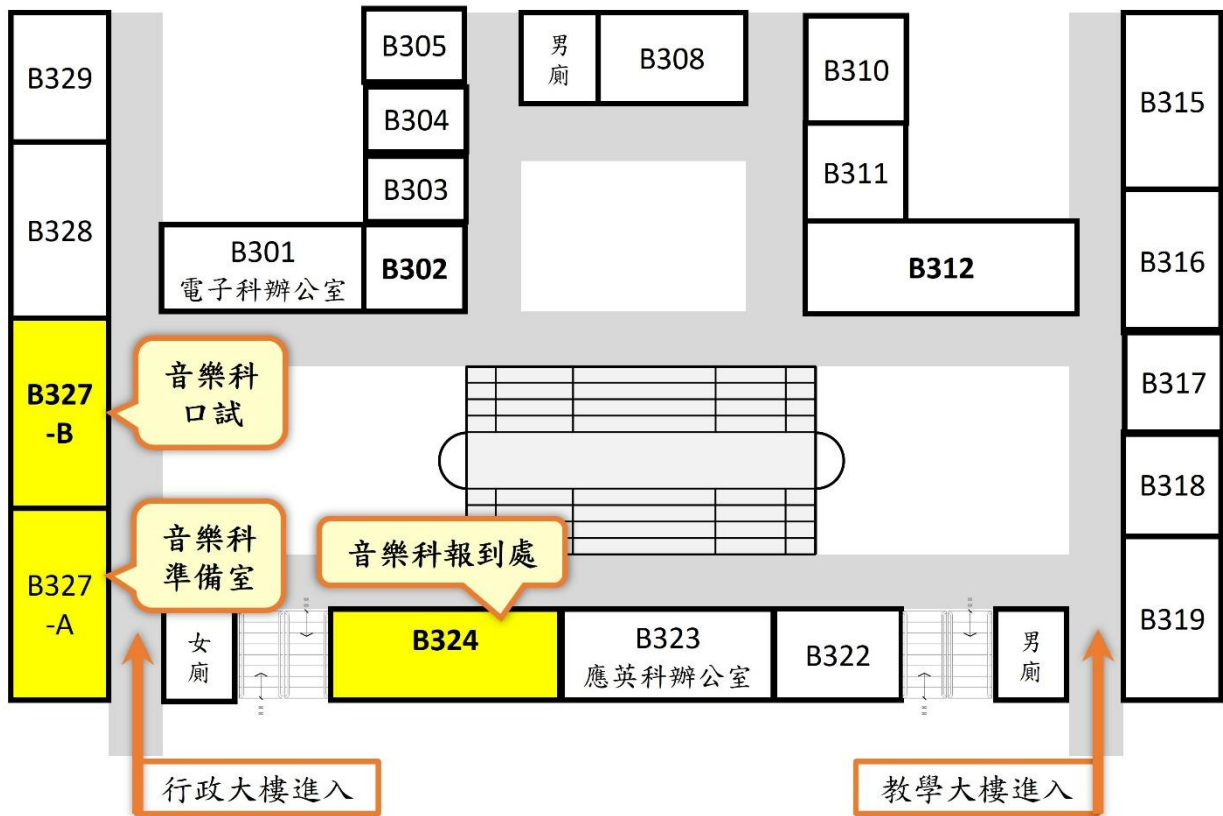 B329
B305
男
廁
B308
B310
B315
B304
B328
B303
B311
B316
B301
電子科辦公室
B302
B312
B327
-B
音樂科
口試
B317
B318
B327
-A
音樂科
準備室
音樂科報到處
B319
女
廁
B324
B323
應英科辦公室
B322
男
廁
行政大樓進入
教學大樓進入